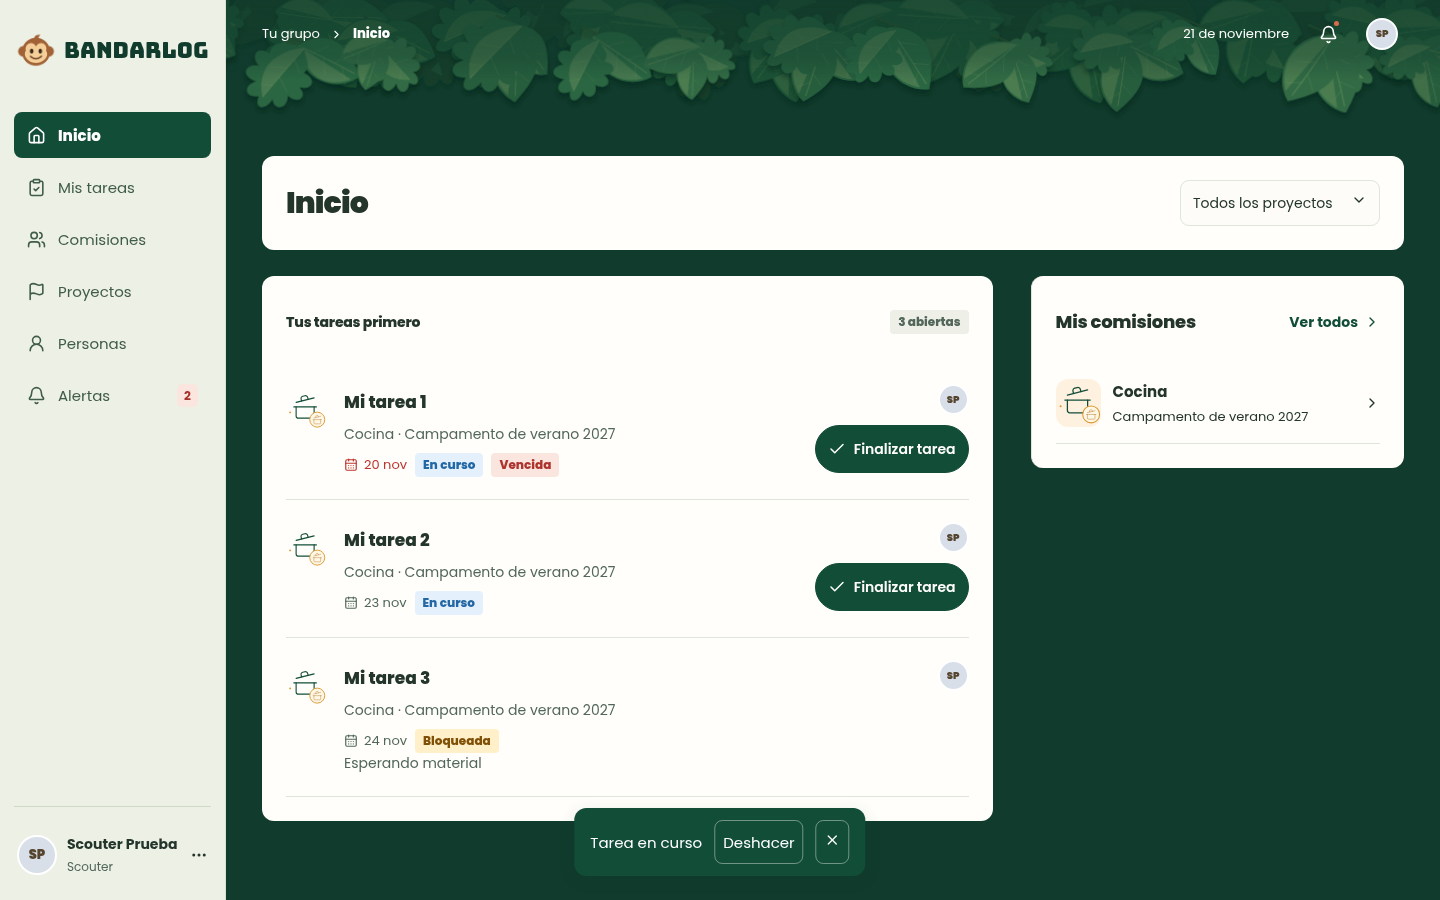 BANDARLOG
Inicio
Mis tareas
Comisiones
Proyectos
Personas
Alertas 2
SP Scouter Prueba
Scouter
Tu grupo > Inicio
21 de noviembre
SP
Inicio
Todos los proyectos
Tus tareas primero
3 abiertas
Mi tarea 1
SP
Cocina · Campamento de verano 2027
20 nov En curso Vencida
Finalizar tarea
Mi tarea 2
SP
Cocina · Campamento de verano 2027
23 nov En curso
Finalizar tarea
Mi tarea 3
SP
Cocina · Campamento de verano 2027
24 nov Bloqueada
Esperando material
Mis comisiones
Ver todos
Cocina
Campamento de verano 2027
Tarea en curso Deshacer